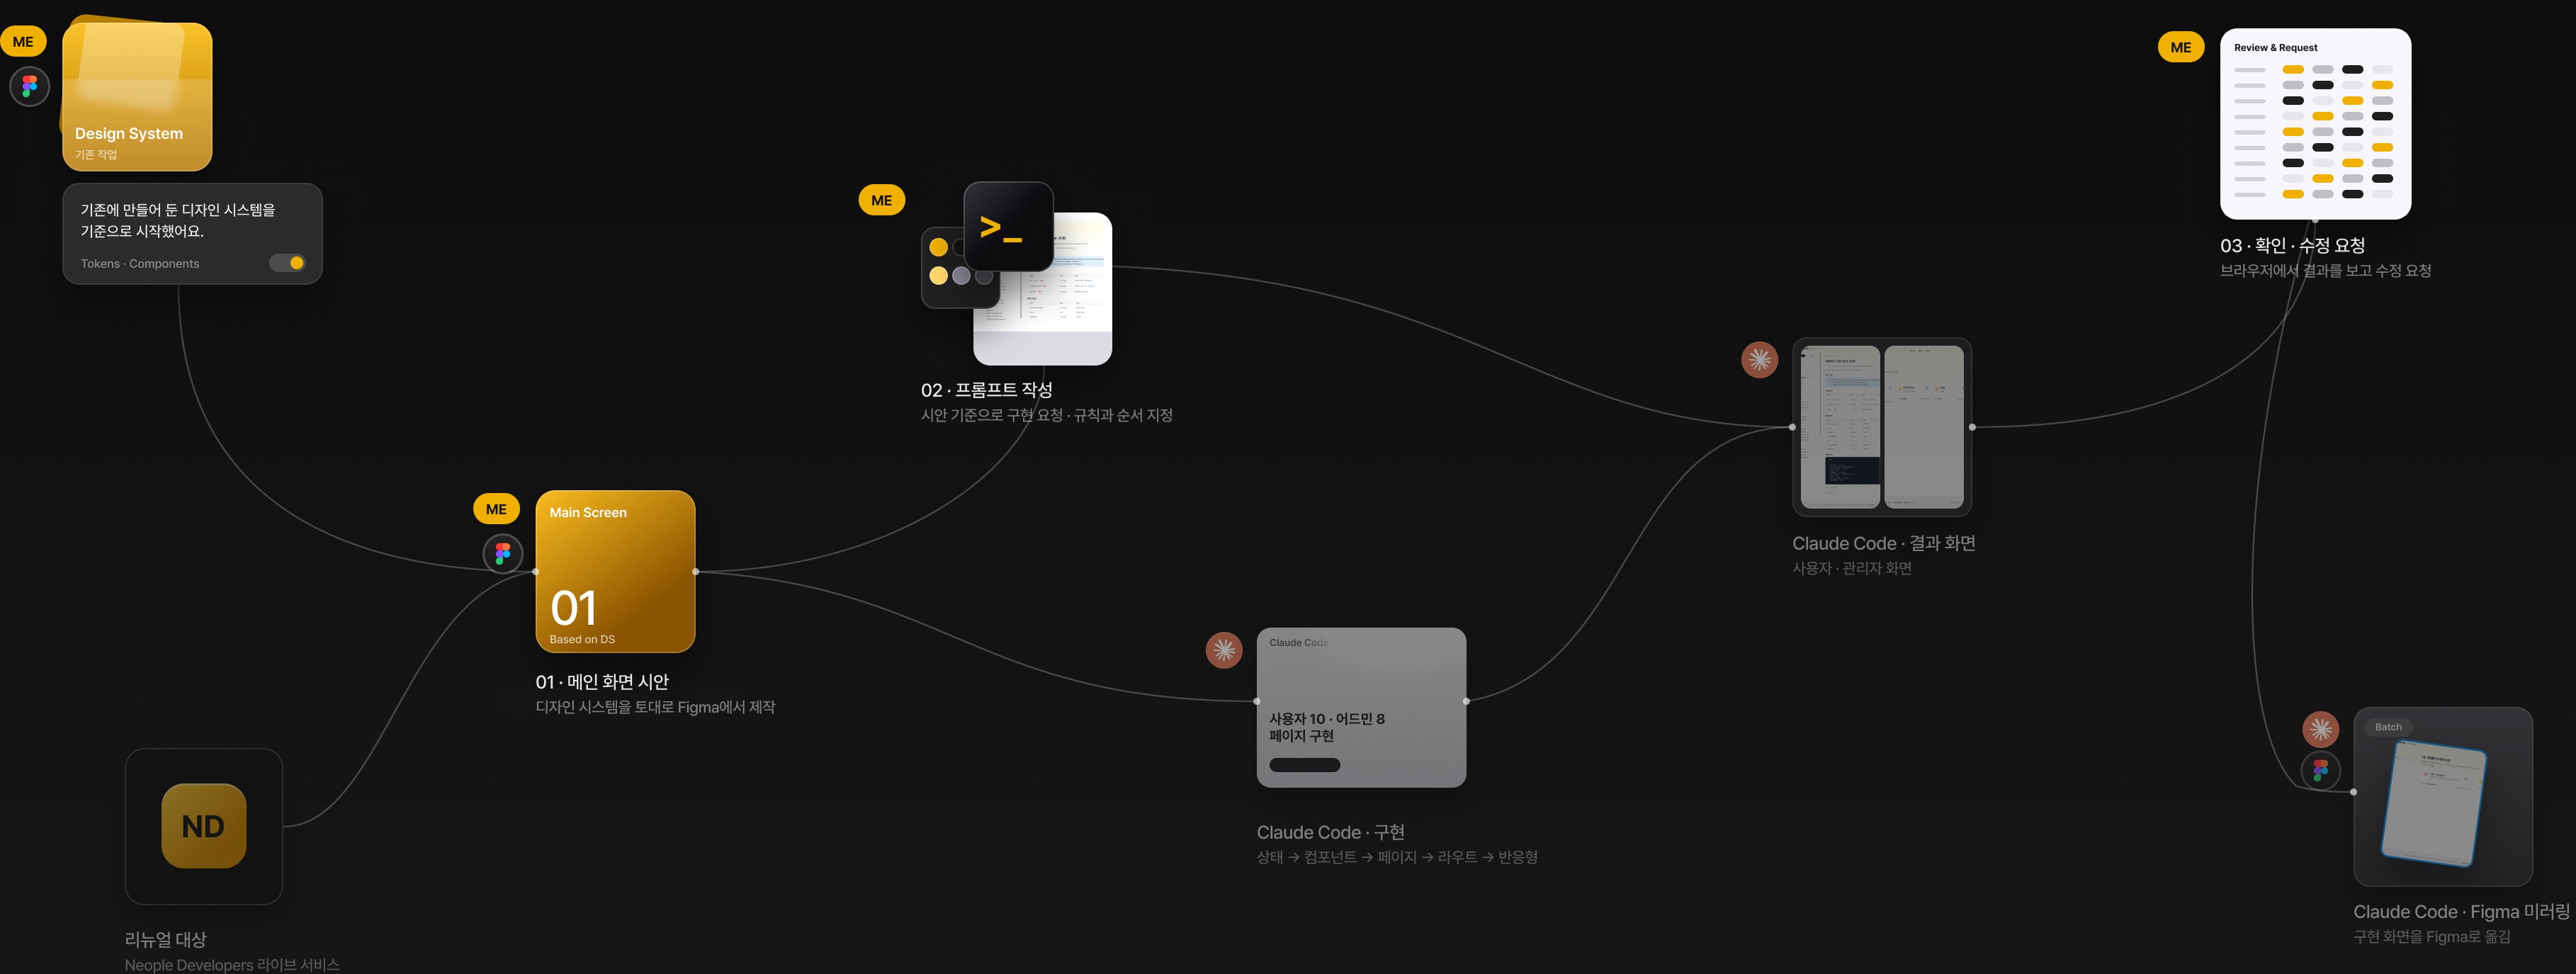 ME
Design System
기존 작업
기존에 만들어 둔 디자인 시스템을
기준으로 시작했어요.
Tokens · Components
ND
리뉴얼 대상
Neople Developers 라이브 서비스
ME
Main Screen
01
Based on DS
01 · 메인 화면 시안
디자인 시스템을 토대로 Figma에서 제작
ME
>_
02 · 프롬프트 작성
시안 기준으로 구현 요청 · 규칙과 순서 지정
Claude Code
사용자 10 · 어드민 8
페이지 구현
Claude Code · 구현
상태 → 컴포넌트 → 페이지 → 라우트 → 반응형
Claude Code · 결과 화면
사용자 · 관리자 화면
ME
Review & Request
03 · 확인 · 수정 요청
브라우저에서 결과를 보고 수정 요청
Batch
Claude Code · Figma 미러링
구현 화면을 Figma로 옮김